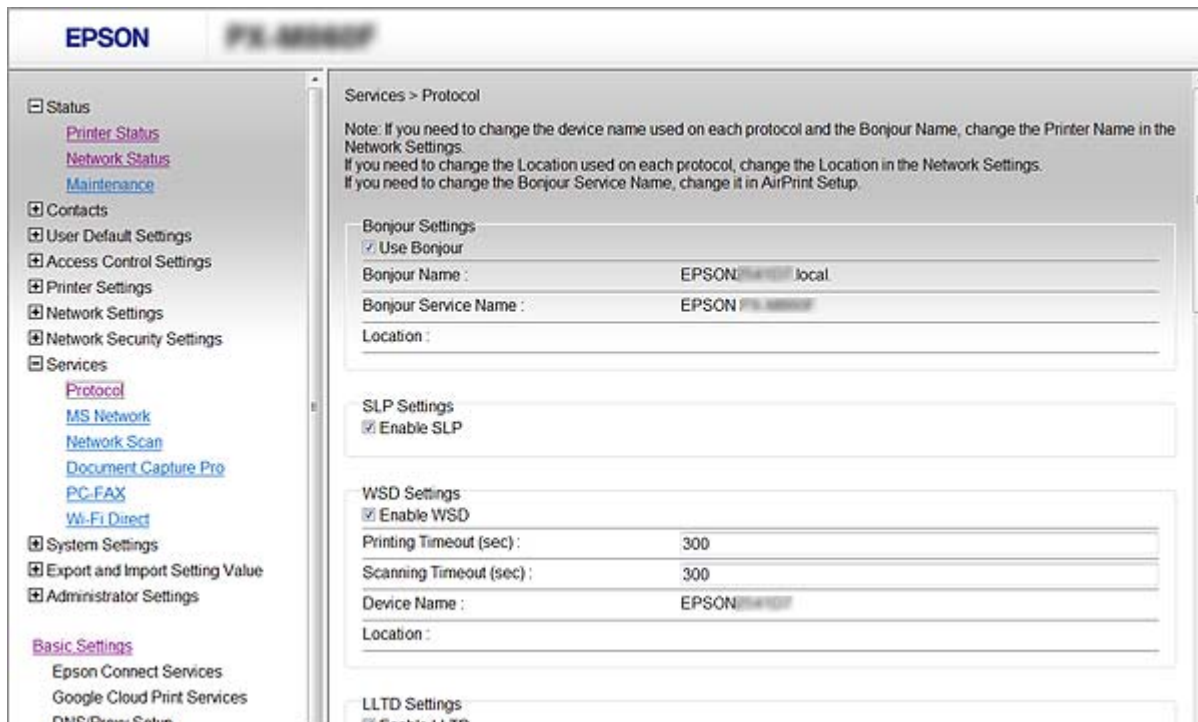 EPSON
Status
Printer Status
Network Status
Maintenance
Contacts
User Default Settings
Access Control Settings
Printer Settings
Network Settings
Network Security Settings
Services
Protocol
MS Network
Network Scan
Document Capture Pro
PC-FAX
Wi-Fi Direct
System Settings
Export and Import Setting Value
Administrator Settings
Basic Settings
Epson Connect Services
Google Cloud Print Services
DNS/Proxy Setup
Services > Protocol
Note: If you need to change the device name used on each protocol and the Bonjour Name, change the Printer Name in the
Network Settings.
If you need to change the Location used on each protocol, change the Location in the Network Settings.
If you need to change the Bonjour Service Name, change it in AirPrint Setup.
Bonjour Settings
Use Bonjour
Bonjour Name : EPSON .local.
Bonjour Service Name : EPSON
Location :
SLP Settings
Enable SLP
WSD Settings
Enable WSD
Printing Timeout (sec) : 300
Scanning Timeout (sec) : 300
Device Name : EPSON
Location :
LLTD Settings
Enable LLTD